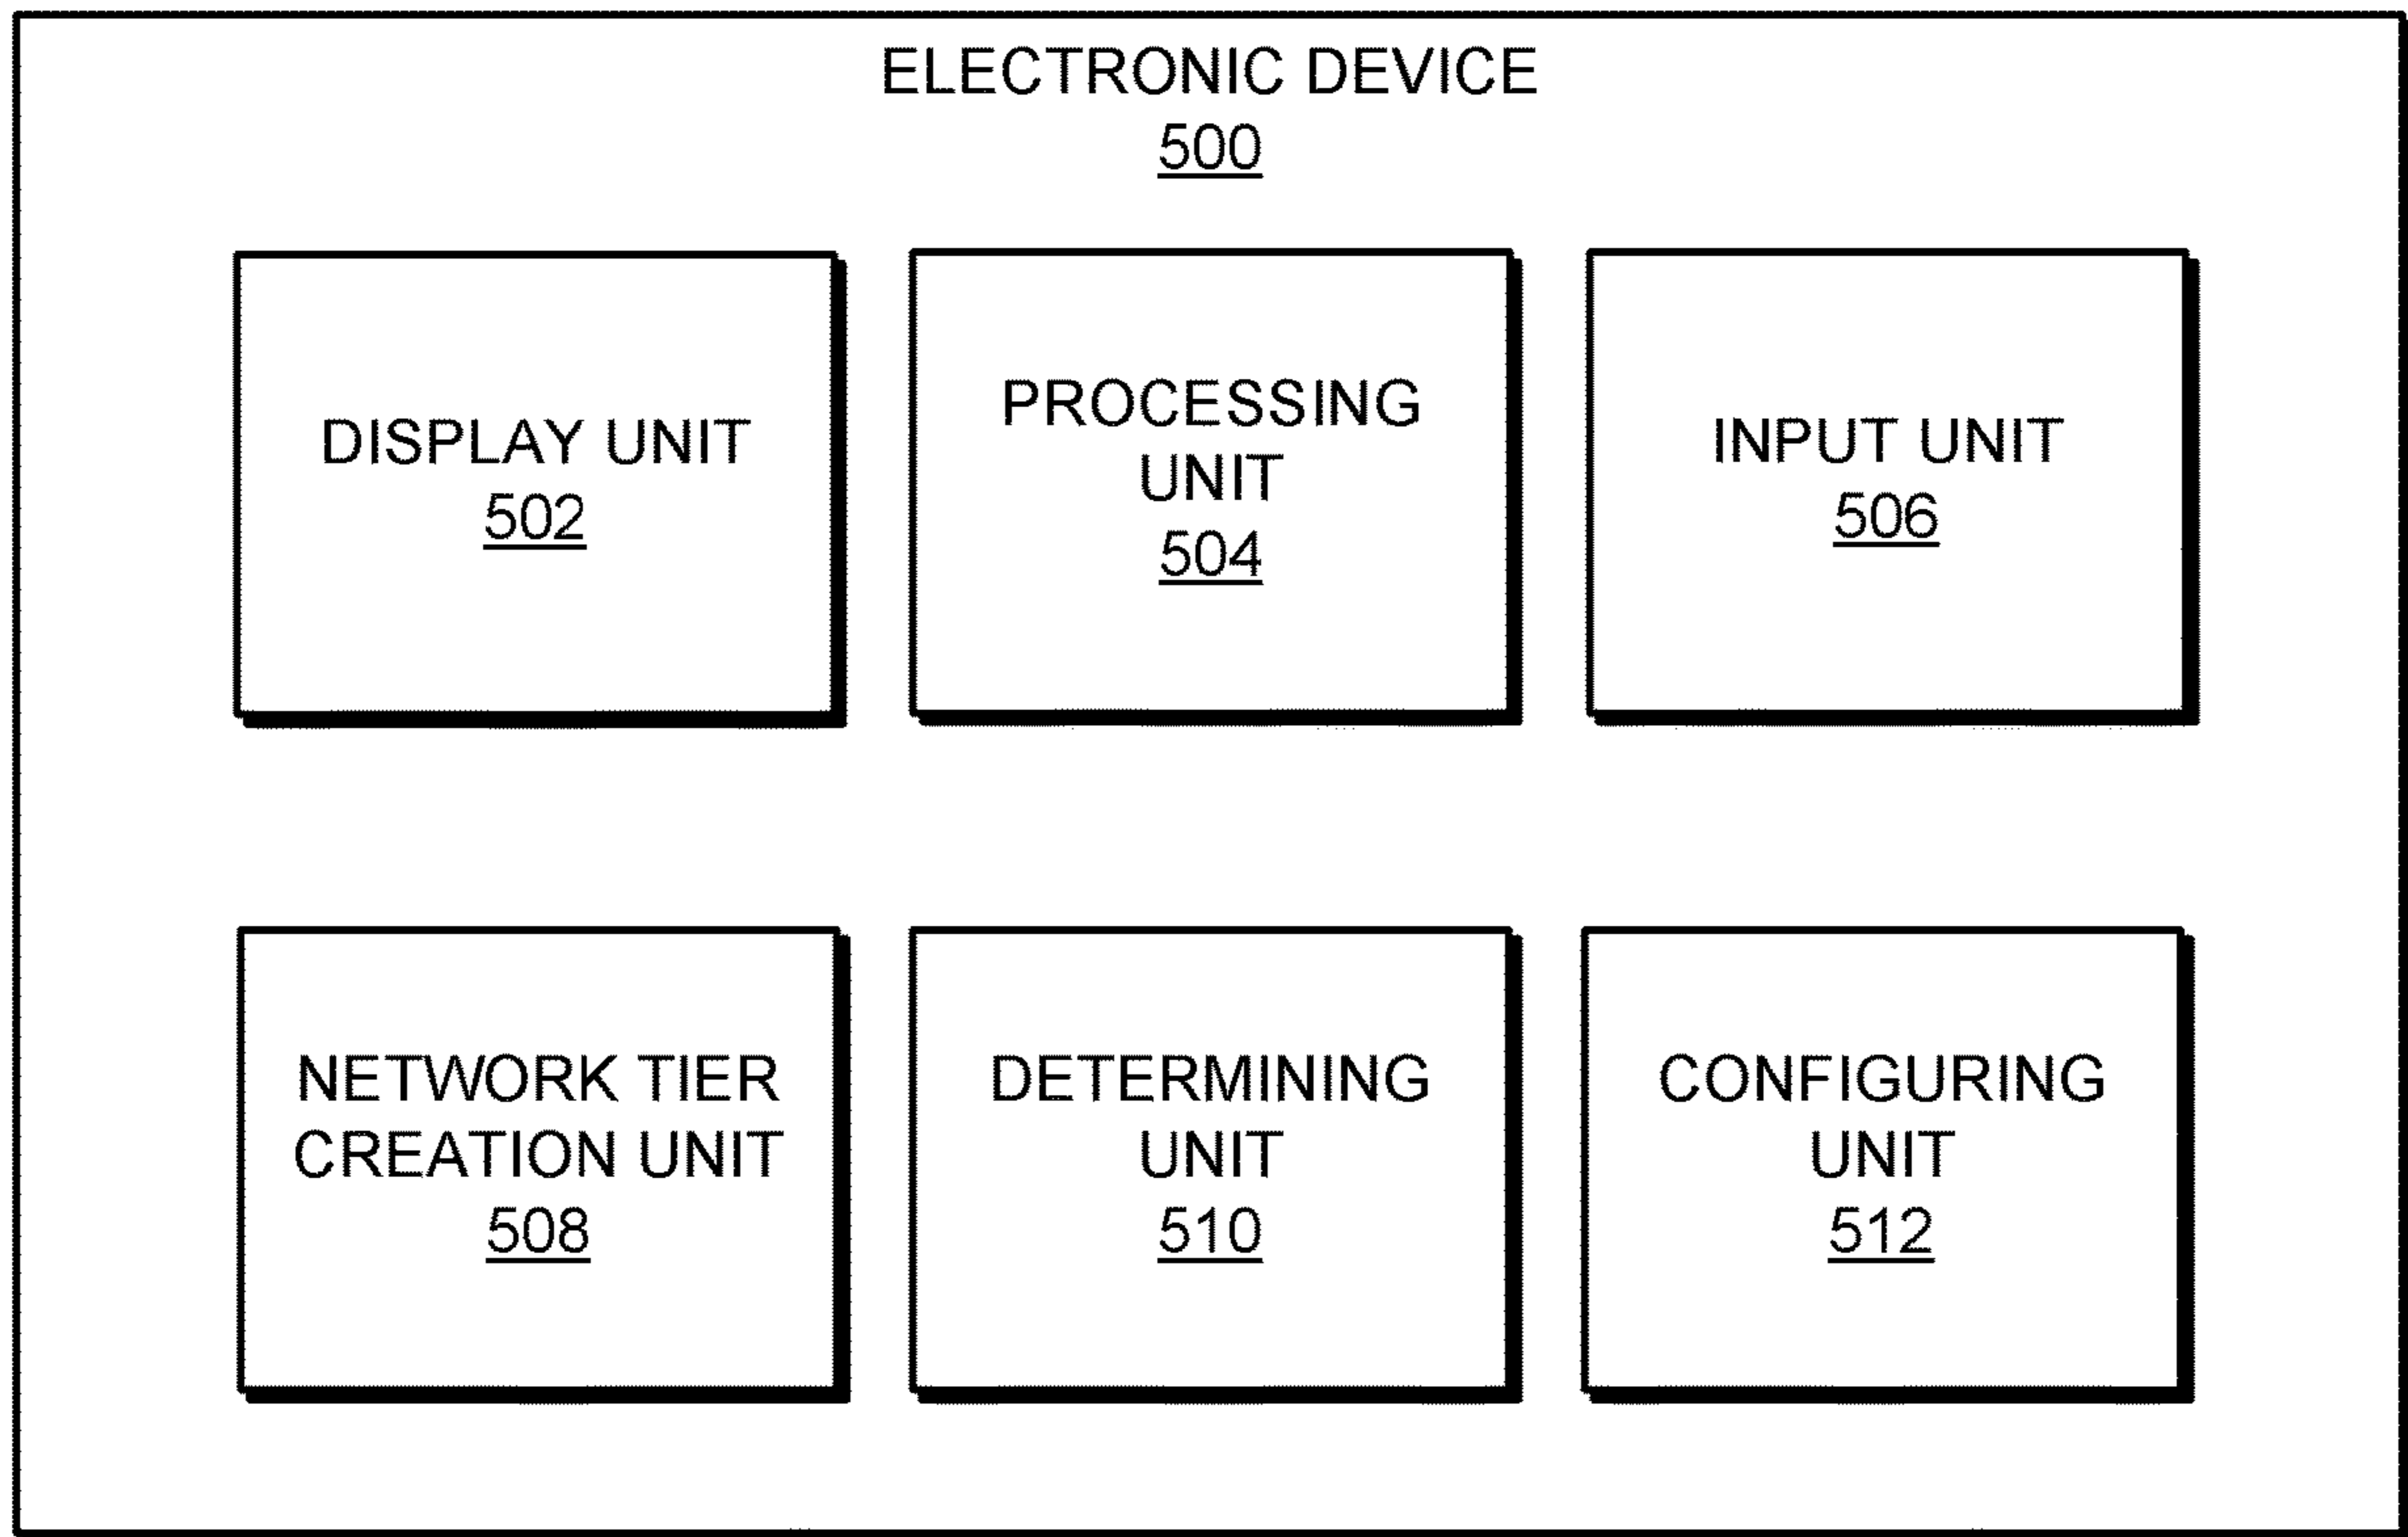 ELECTRONIC DEVICE
500
DISPLAY UNIT
502
PROCESSING
UNIT
504
INPUT UNIT
506
NETWORK TIER
CREATION UNIT
508
DETERMINING
UNIT
510
CONFIGURING
UNIT
512